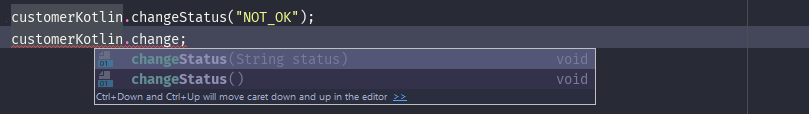 customerKotlin.changeStatus("NOT_OK");
customerKotlin.change;
changeStatus(String status) void
changeStatus() void
Ctrl+Down and Ctrl+Up will move caret down and up in the editor >>